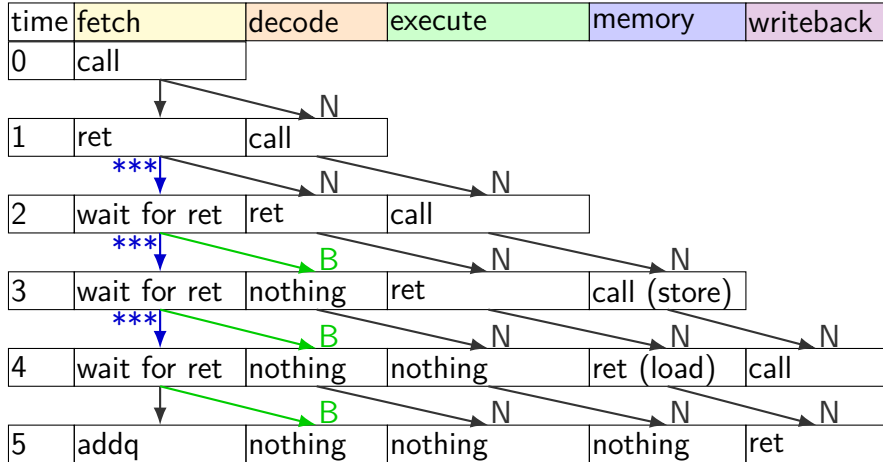 time fetch decode execute memory writeback
0 call
N
1 ret call
*** N N
2 wait for ret ret call
*** B N N
3 wait for ret nothing ret call (store)
*** B N N N
4 wait for ret nothing nothing ret (load) call
B N N N
5 addq nothing nothing nothing ret